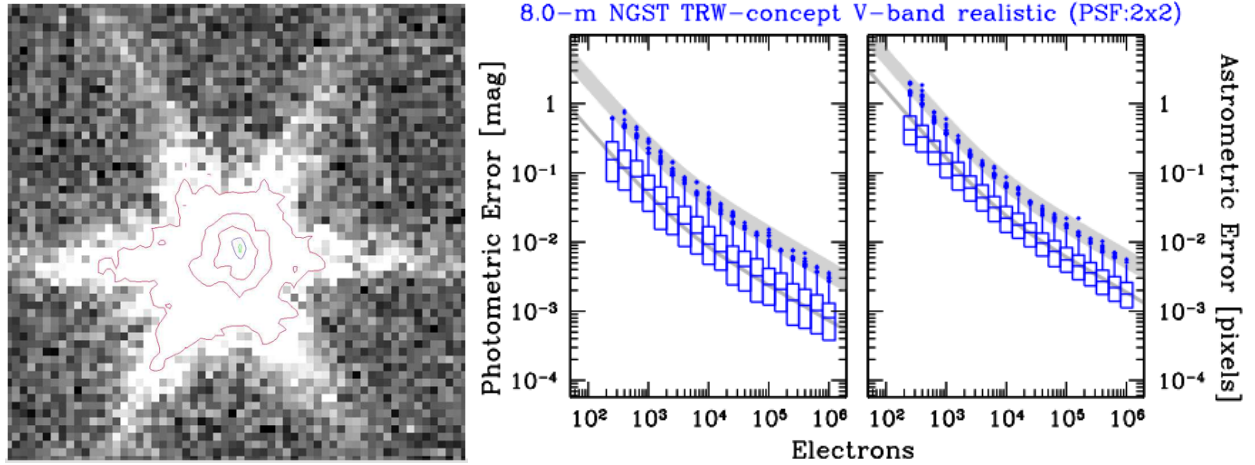 8.0-m NGST TRW-concept V-band realistic (PSF:2x2)
Photometric Error [mag]
1
10⁻¹
10⁻²
10⁻³
10⁻⁴
10² 10³ 10⁴ 10⁵ 10⁶
10² 10³ 10⁴ 10⁵ 10⁶
1
10⁻¹
10⁻²
10⁻³
10⁻⁴
Astrometric Error [pixels]
Electrons